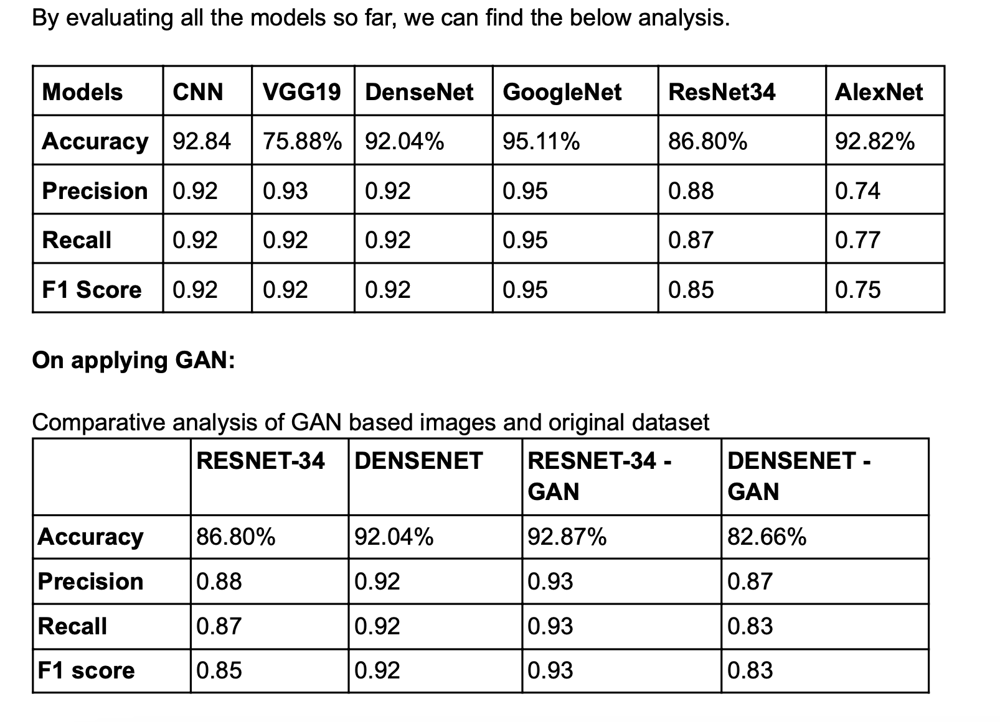 By evaluating all the models so far, we can find the below analysis.
Models CNN VGG19 DenseNet GoogleNet ResNet34 AlexNet
Accuracy 92.84 75.88% 92.04% 95.11% 86.80% 92.82%
Precision 0.92 0.93 0.92 0.95 0.88 0.74
Recall 0.92 0.92 0.92 0.95 0.87 0.77
F1 Score 0.92 0.92 0.92 0.95 0.85 0.75
On applying GAN:
Comparative analysis of GAN based images and original dataset
RESNET-34 DENSENET RESNET-34 - DENSENET -
GAN GAN
Accuracy 86.80% 92.04% 92.87% 82.66%
Precision 0.88 0.92 0.93 0.87
Recall 0.87 0.92 0.93 0.83
F1 score 0.85 0.92 0.93 0.83